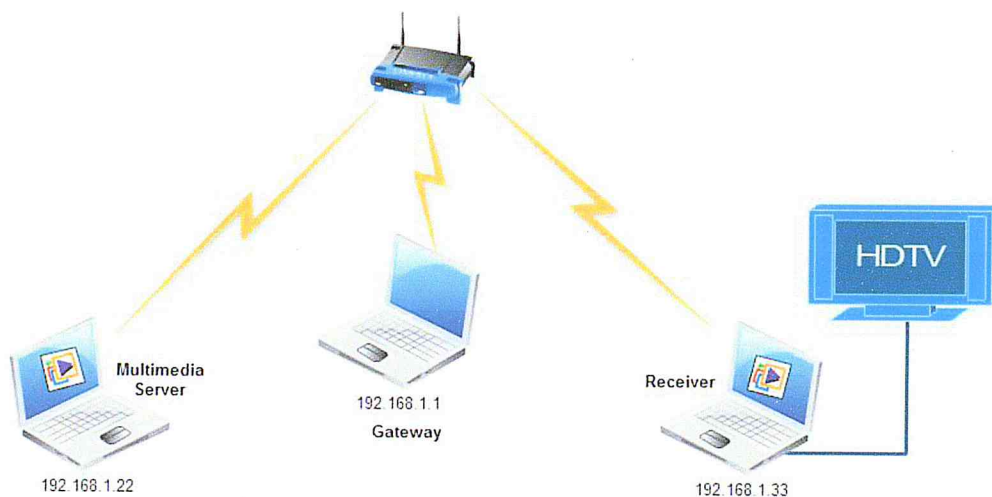 HDTV
Multimedia
Server
Receiver
192.168.1.1
Gateway
192.168.1.22
192.168.1.33